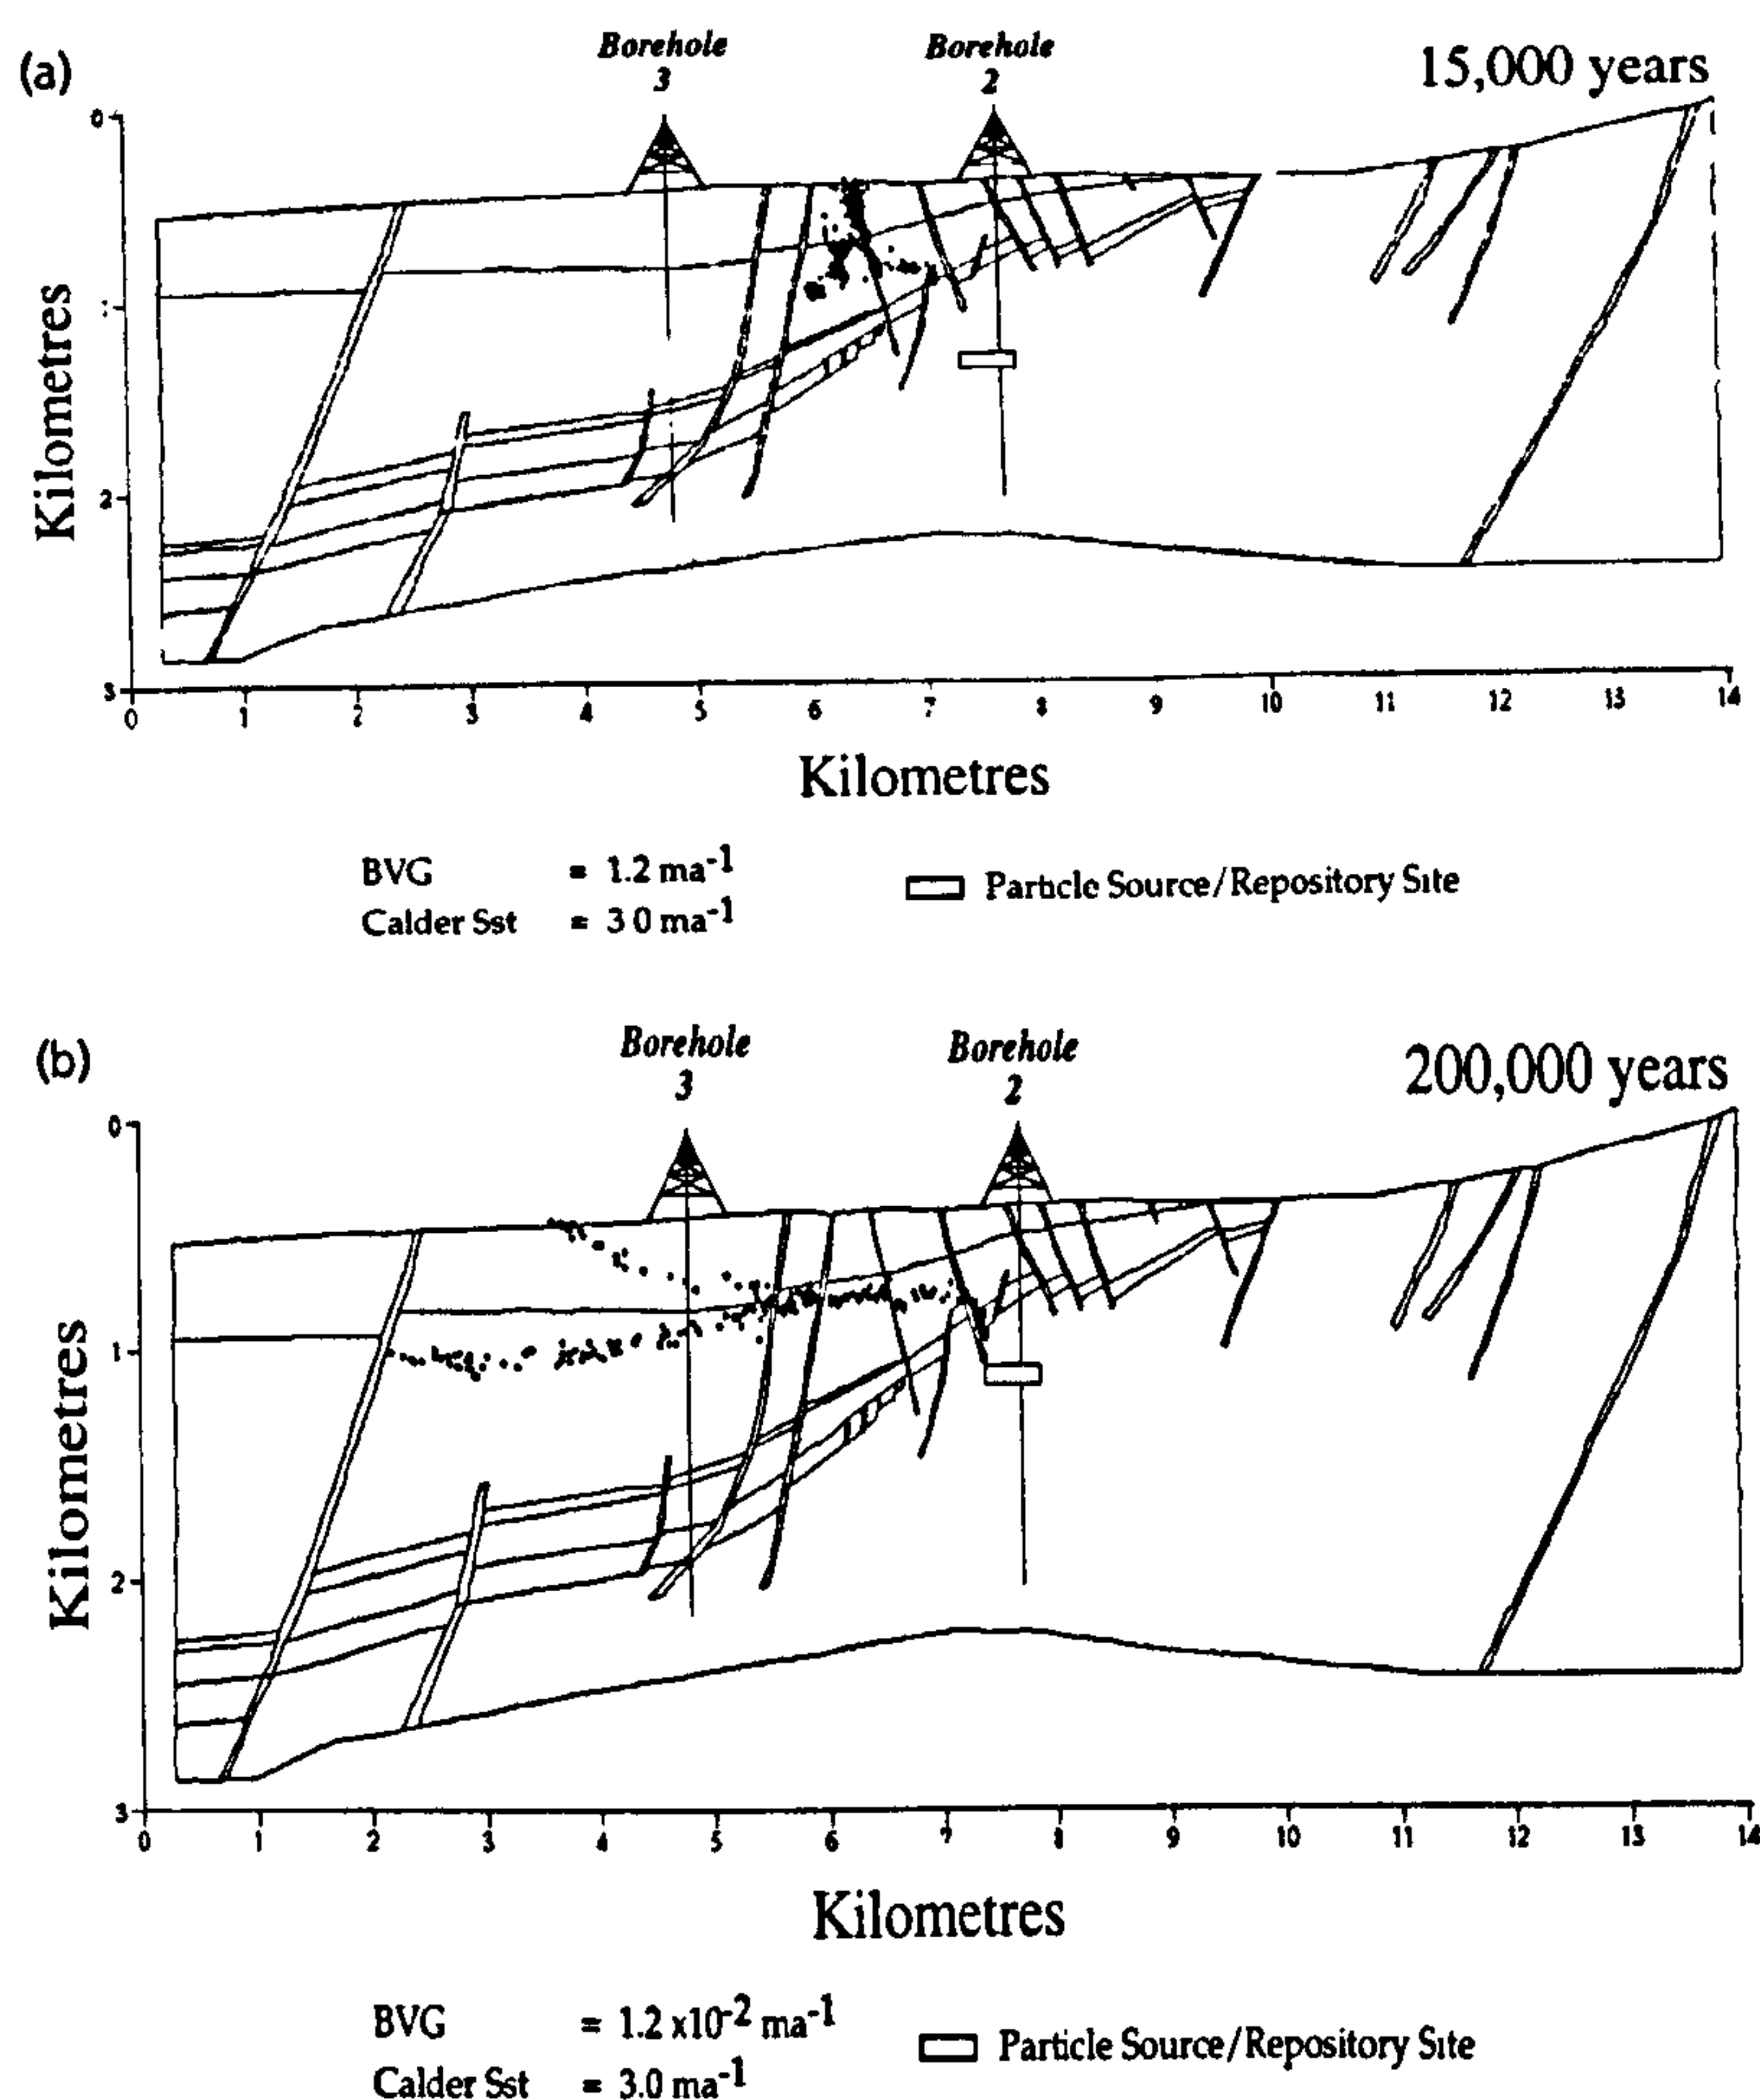 (a)
Borehole
3
Borehole
2
15,000 years
0
1
2
3
Kilometres
0 1 2 3 4 5 6 7 8 9 10 11 12 13 14
Kilometres
BVG = 1.2 ma-1
Calder Sst = 3 0 ma-1
Particle Source/Repository Site
(b)
Borehole
3
Borehole
2
200,000 years
0
1
2
3
Kilometres
0 1 2 3 4 5 6 7 8 9 10 11 12 13 14
Kilometres
BVG = 1.2 x10-2 ma-1
Calder Sst = 3.0 ma-1
Particle Source/Repository Site